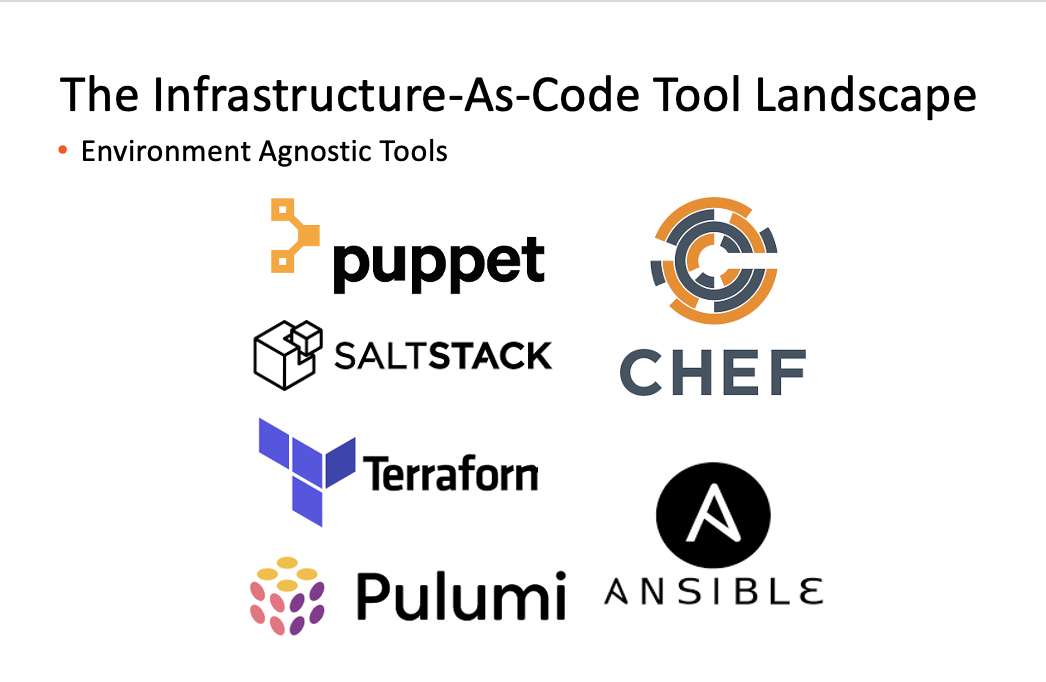 The Infrastructure-As-Code Tool Landscape
• Environment Agnostic Tools
puppet
SALTSTACK
CHEF
Terraforn
Pulumi
ANSIBLE